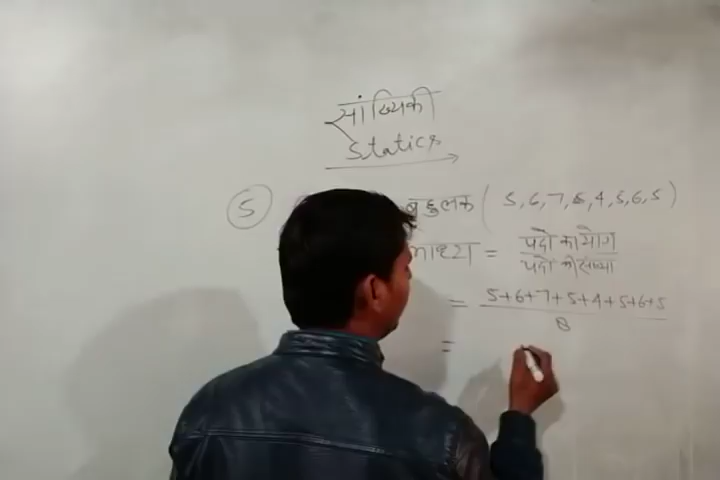 सांख्यिकी
Statics
5 बहुलक ( 5, 6, 7, 5, 4, 5, 6, 5 )
माध्य = पदों का योग
पदों की संख्या
= 5+6+7+5+4+5+6+5
8
=